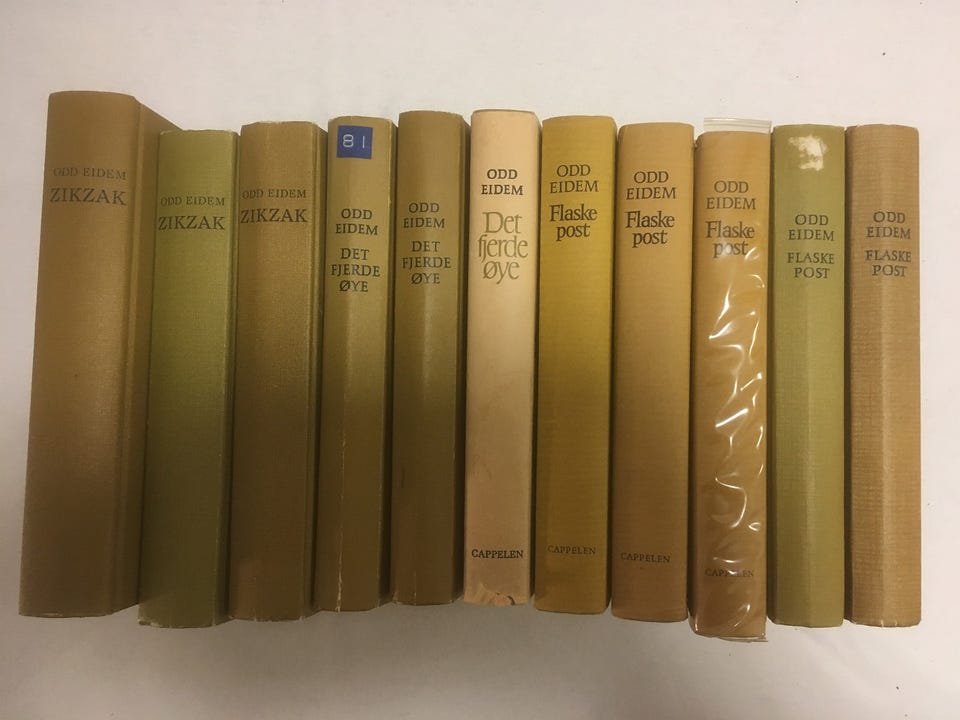 ODD EIDEM
ZIKZAK
ODD EIDEM
ZIKZAK
ODD EIDEM
ZIKZAK
81
ODD
EIDEM
DET
FJERDE
ØYE
ODD
EIDEM
DET
FJERDE
ØYE
ODD
EIDEM
Det
fjerde
øye
CAPPELEN
ODD
EIDEM
Flaske
post
CAPPELEN
ODD
EIDEM
Flaske
post
CAPPELEN
ODD
EIDEM
Flaske
post
CAPPELEN
ODD
EIDEM
FLASKE
POST
ODD
EIDEM
FLASKE
POST